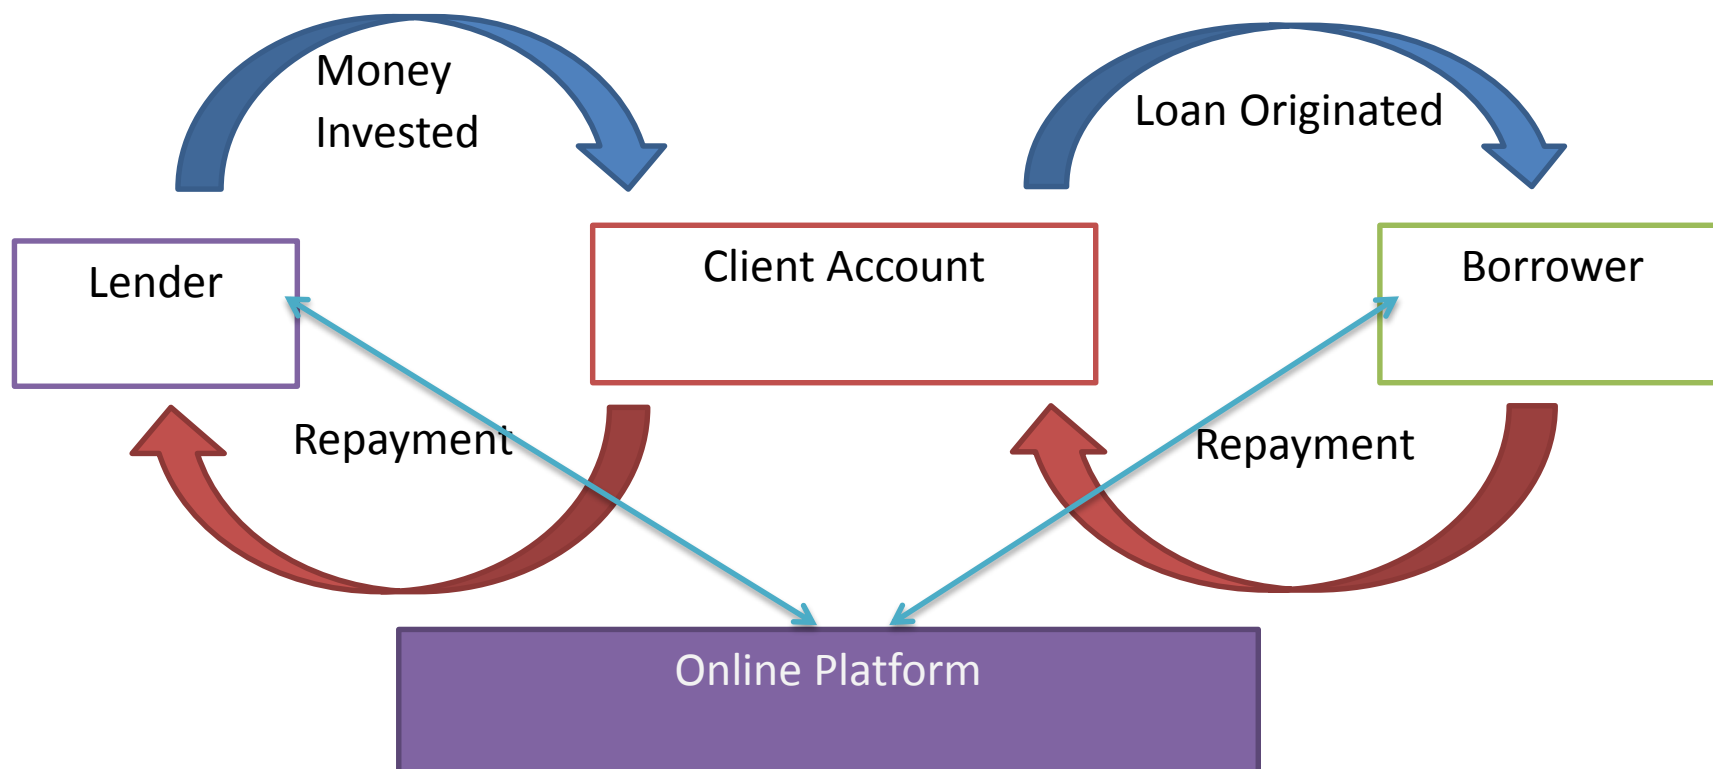 Money
Invested
Loan Originated
Lender
Client Account
Borrower
Repayment
Repayment
Online Platform